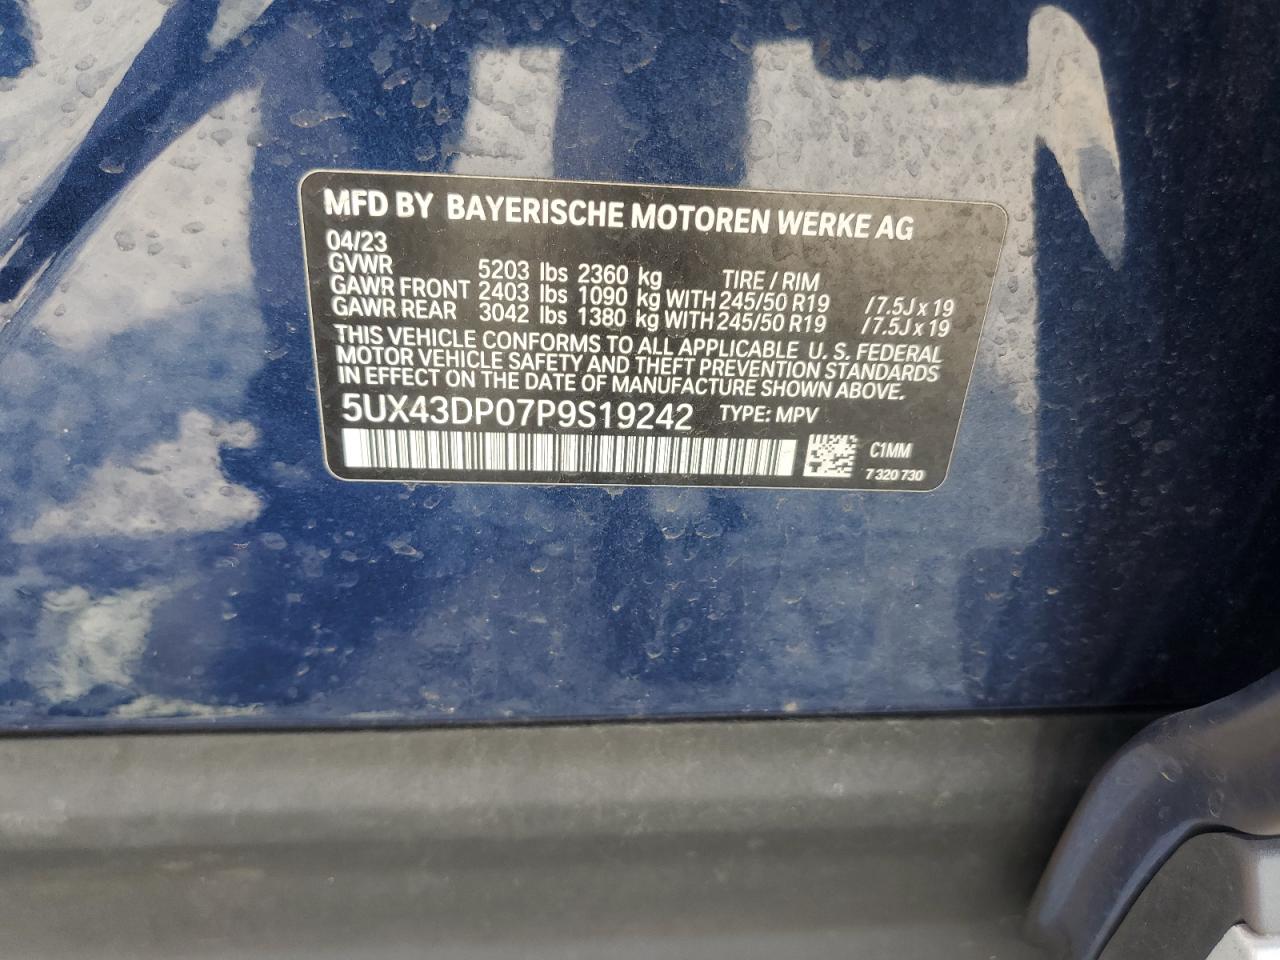 MFD BY BAYERISCHE MOTOREN WERKE AG
04/23
GVWR 5203 lbs 2360 kg TIRE / RIM
GAWR FRONT 2403 lbs 1090 kg WITH 245/50 R19 /7.5J x 19
GAWR REAR 3042 lbs 1380 kg WITH 245/50 R19 /7.5J x 19
THIS VEHICLE CONFORMS TO ALL APPLICABLE U. S. FEDERAL
MOTOR VEHICLE SAFETY AND THEFT PREVENTION STANDARDS
IN EFFECT ON THE DATE OF MANUFACTURE SHOWN ABOVE.
5UX43DP07P9S19242 TYPE: MPV
C1MM
7 320 730